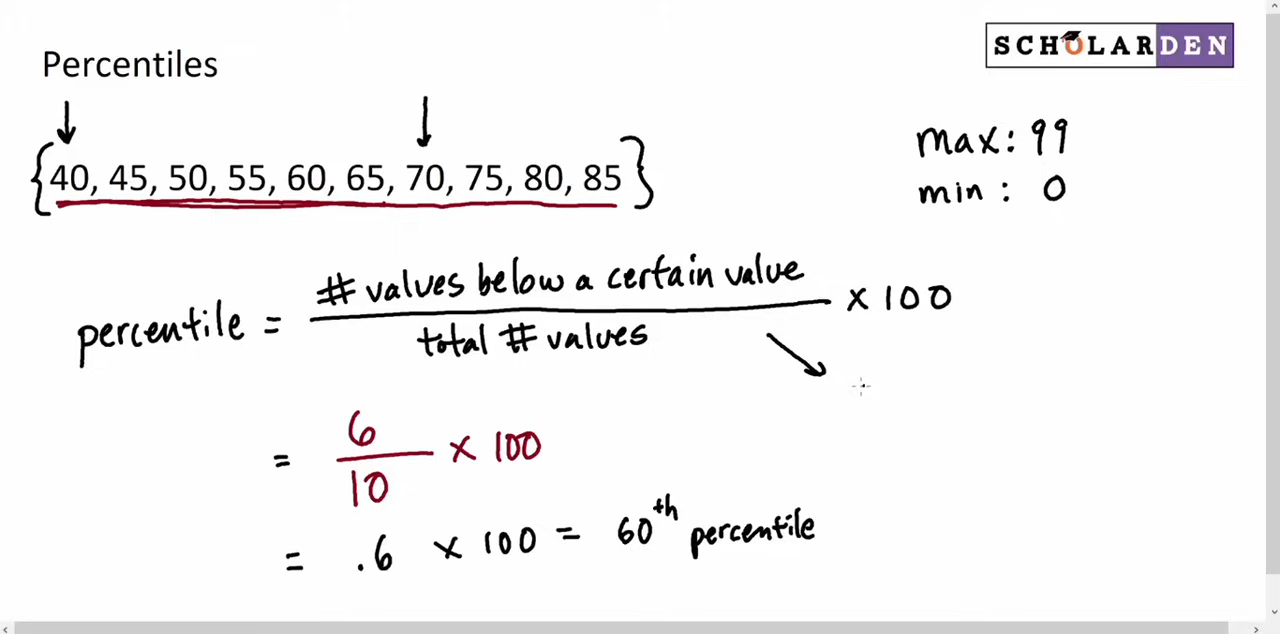 SCHOLARDEN
Percentiles
{40, 45, 50, 55, 60, 65, 70, 75, 80, 85}
max: 99
min: 0
percentile = # values below a certain value / total # values x 100
= 6 / 10 x 100
= .6 x 100 = 60th percentile